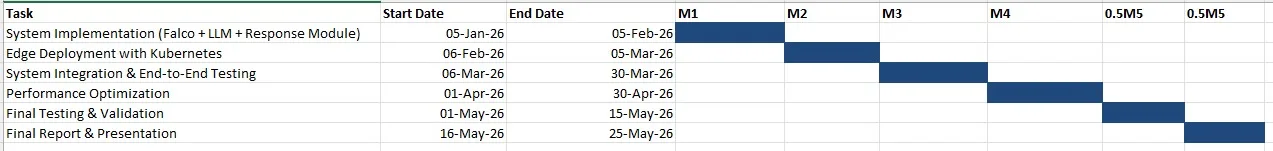 Task Start Date End Date M1 M2 M3 M4 0.5M5 0.5M5
System Implementation (Falco + LLM + Response Module) 05-Jan-26 05-Feb-26
Edge Deployment with Kubernetes 06-Feb-26 05-Mar-26
System Integration & End-to-End Testing 06-Mar-26 30-Mar-26
Performance Optimization 01-Apr-26 30-Apr-26
Final Testing & Validation 01-May-26 15-May-26
Final Report & Presentation 16-May-26 25-May-26